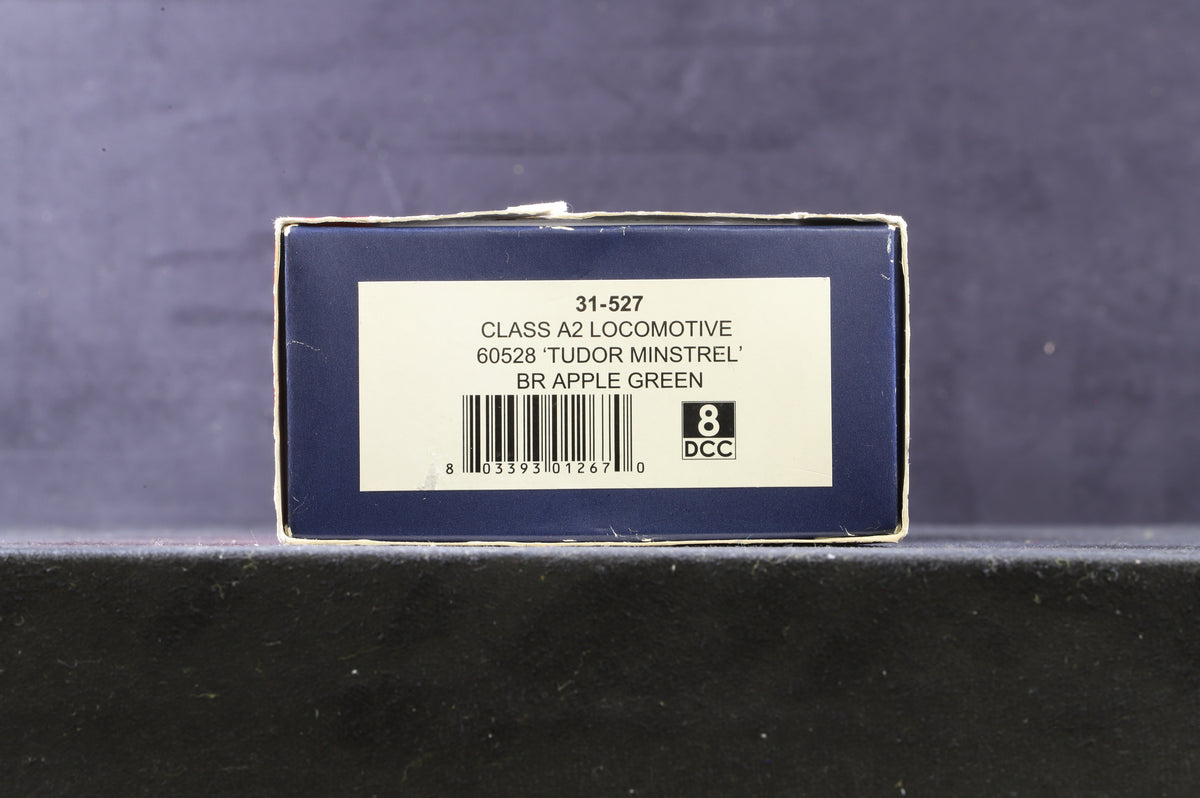 31-527
CLASS A2 LOCOMOTIVE
60528 ‘TUDOR MINSTREL’
BR APPLE GREEN
8 03393 01267 0
8
DCC